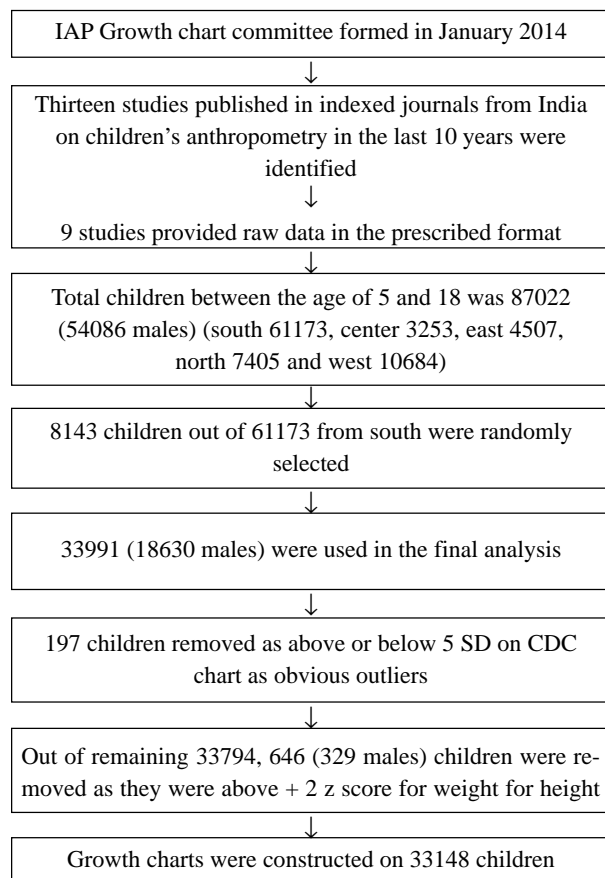 IAP Growth chart committee formed in January 2014
↓
Thirteen studies published in indexed journals from India
on children's anthropometry in the last 10 years were
identified
↓
9 studies provided raw data in the prescribed format
↓
Total children between the age of 5 and 18 was 87022
(54086 males) (south 61173, center 3253, east 4507,
north 7405 and west 10684)
↓
8143 children out of 61173 from south were randomly
selected
↓
33991 (18630 males) were used in the final analysis
↓
197 children removed as above or below 5 SD on CDC
chart as obvious outliers
↓
Out of remaining 33794, 646 (329 males) children were re-
moved as they were above + 2 z score for weight for height
↓
Growth charts were constructed on 33148 children